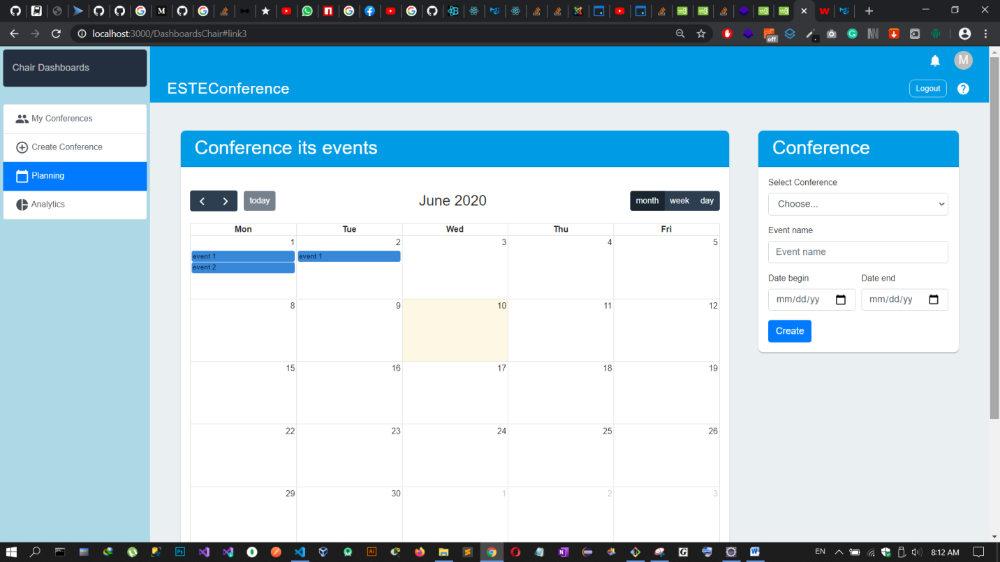 localhost:3000/DashboardsChair#link3
off
Chair Dashboards
M
ESTEConference
Logout
My Conferences
Create Conference
Planning
Analytics
Conference its events
today
June 2020
month week day
Mon Tue Wed Thu Fri
1 2 3 4 5
event 1 event 1
event 2
8 9 10 11 12
15 16 17 18 19
22 23 24 25 26
29 30 1 2 3
Conference
Select Conference
Choose...
Event name
Event name
Date begin Date end
mm/dd/yy mm/dd/yy
Create
EN
8:12 AM